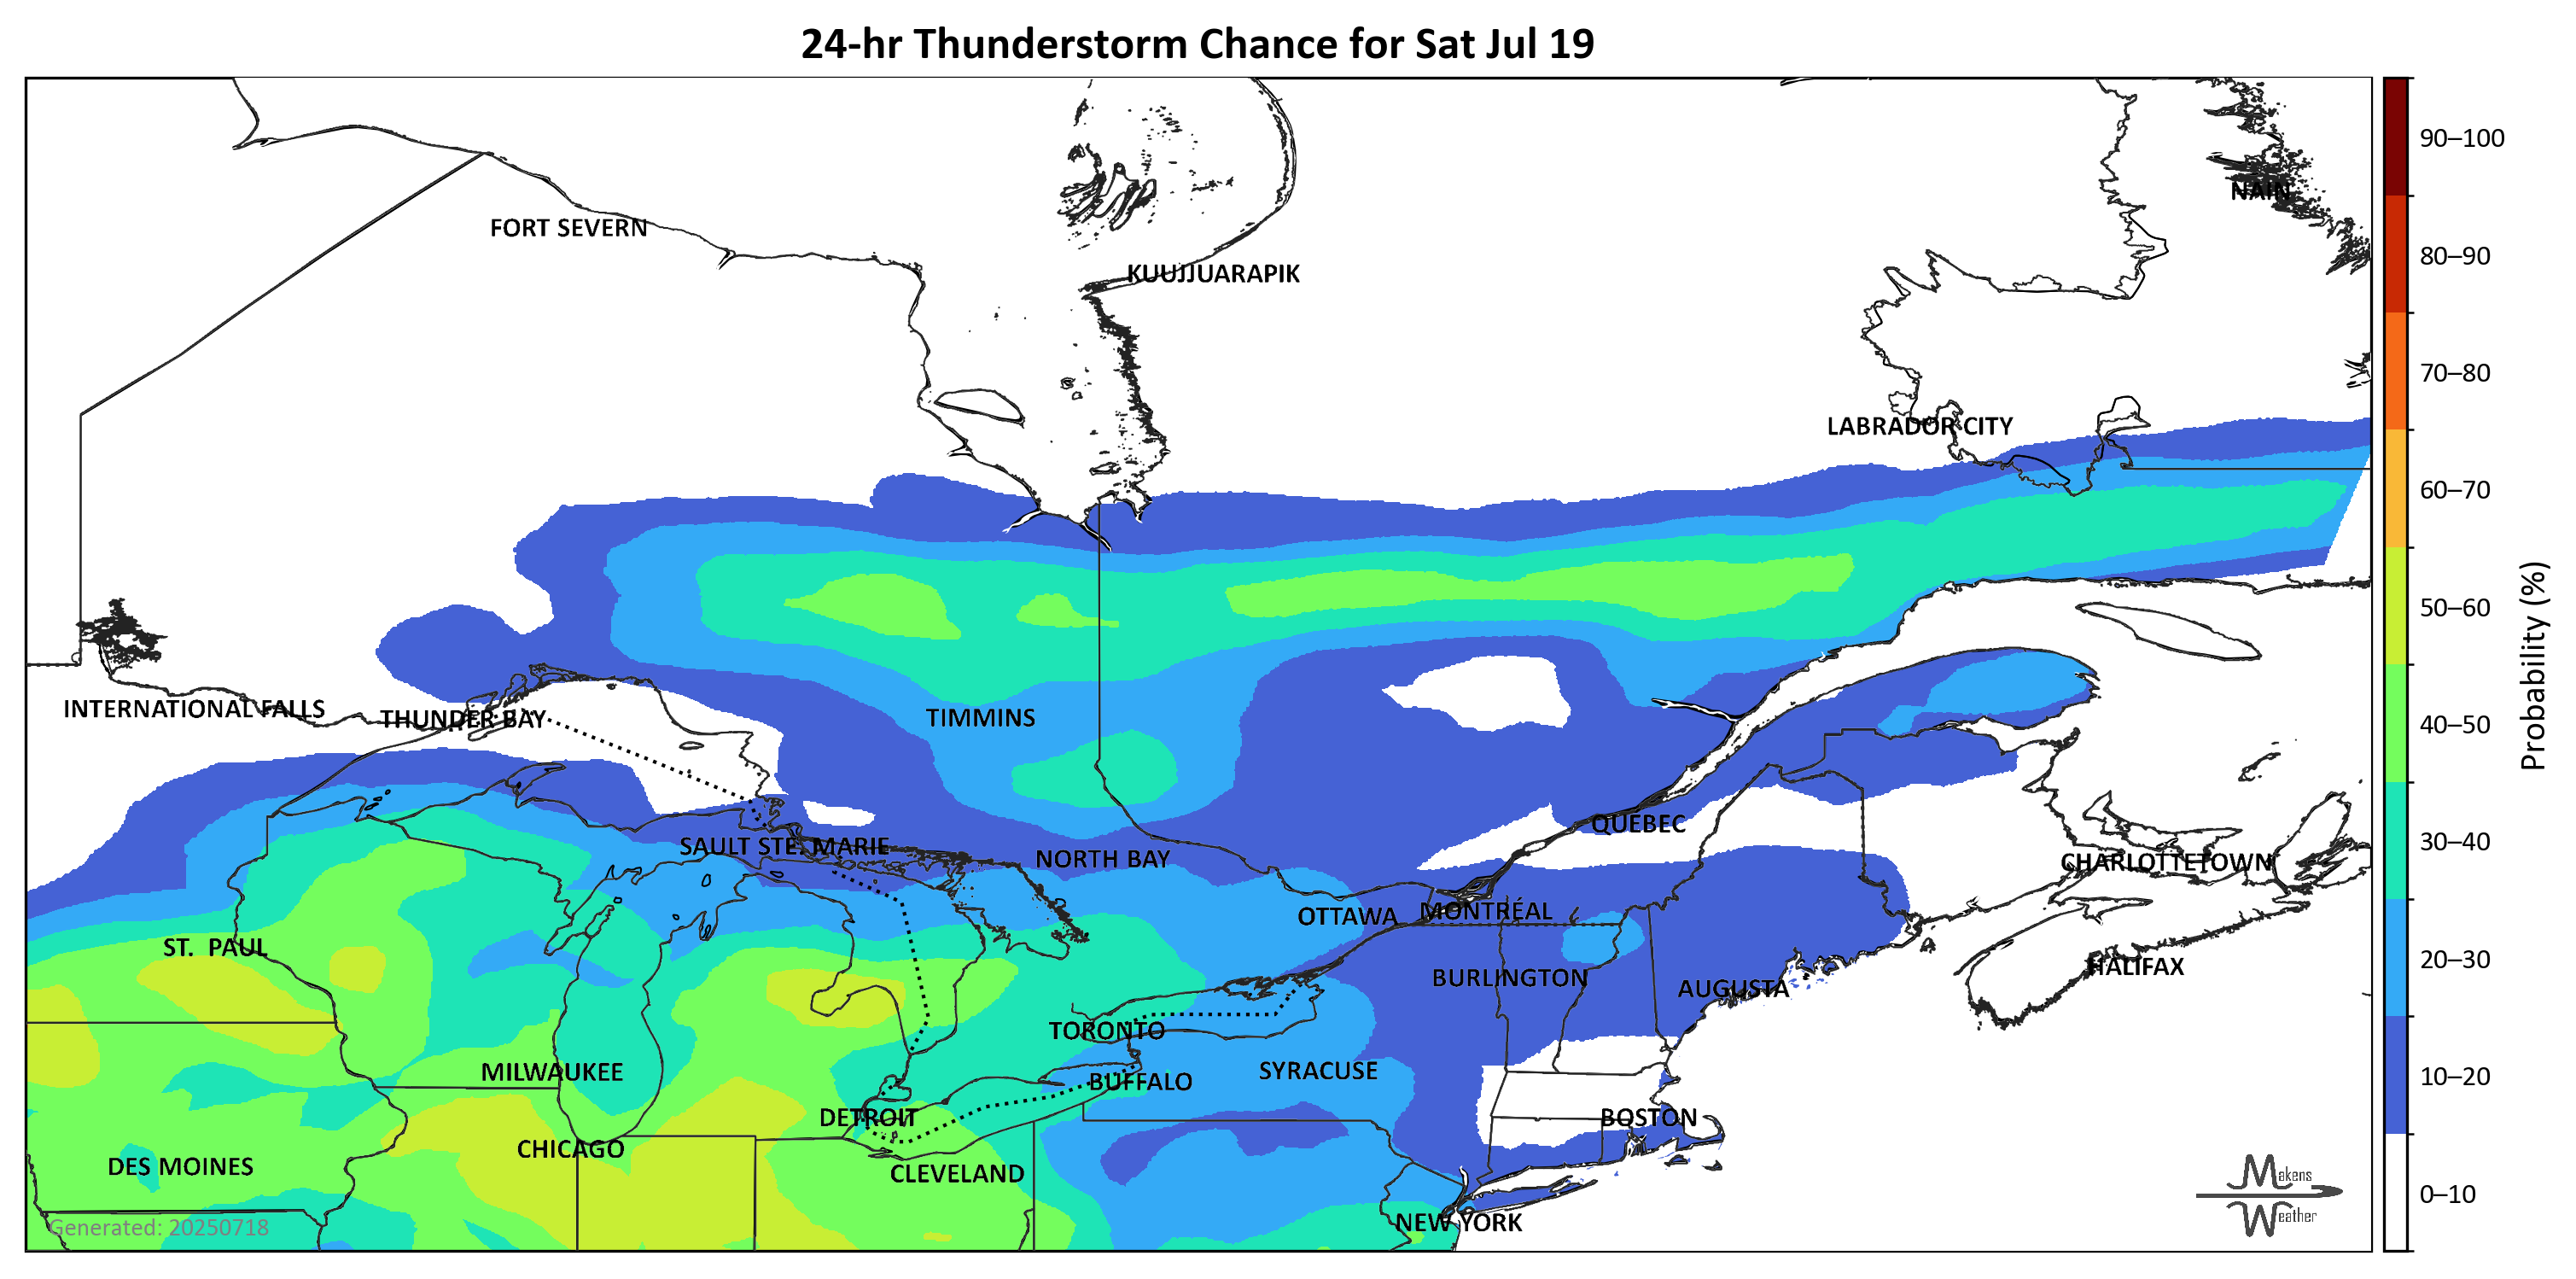 24-hr Thunderstorm Chance for Sat Jul 19
90–100
NAIN
FORT SEVERN
80–90
KUUJJUARAPIK
70–80
LABRADOR CITY
60–70
50–60
INTERNATIONAL FALLS
THUNDER BAY
TIMMINS
40–50
Probability (%)
QUEBEC
SAULT STE. MARIE
30–40
NORTH BAY
CHARLOTTETOWN
OTTAWA
MONTRÉAL
ST. PAUL
20–30
HALIFAX
BURLINGTON
AUGUSTA
TORONTO
MILWAUKEE
SYRACUSE
10–20
BUFFALO
DETROIT
BOSTON
CHICAGO
DES MOINES
CLEVELAND
Makens
Weather
0–10
NEW YORK
Generated: 20250718